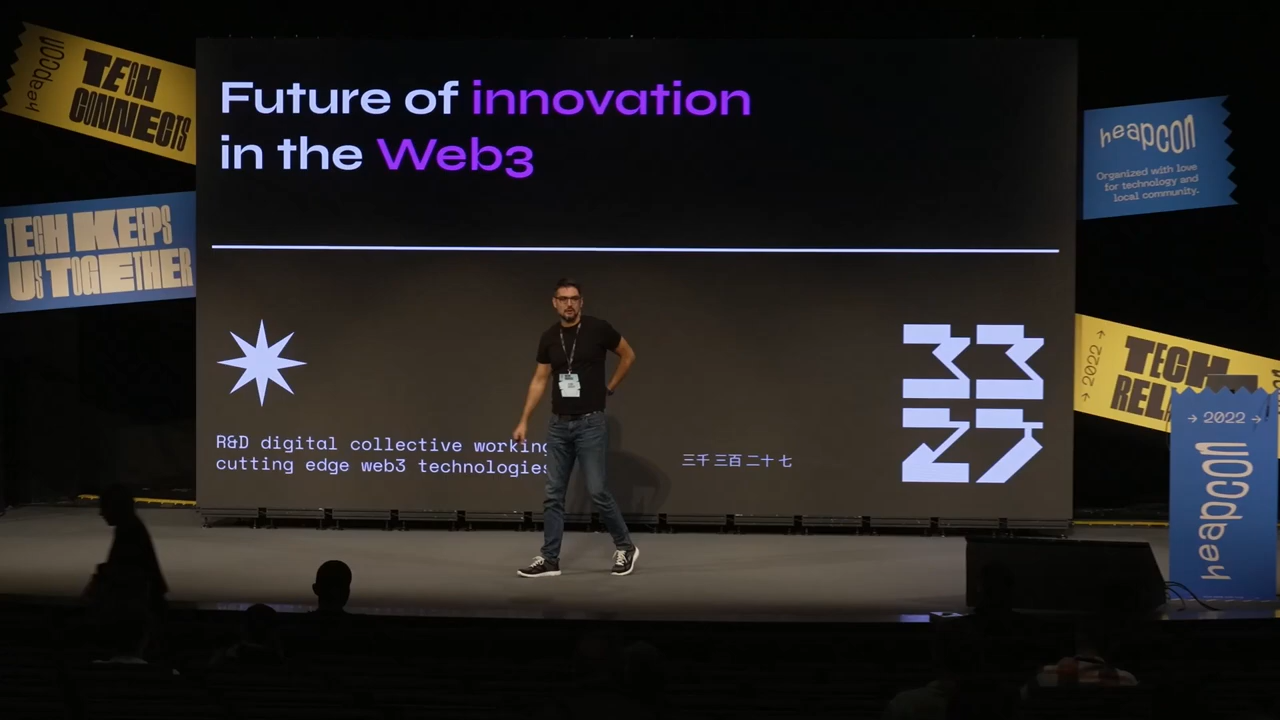 heapcon
TECH
CONNECTS
TECH KEEPS
US TOGETHER
Future of innovation
in the Web3
R&D digital collective working
cutting edge web3 technologies
三千 三百 二十 七
33
27
heapcon
Organized with love
for technology and
local community.
→ 2022 →
TECH
→ 2022 →
heapcon